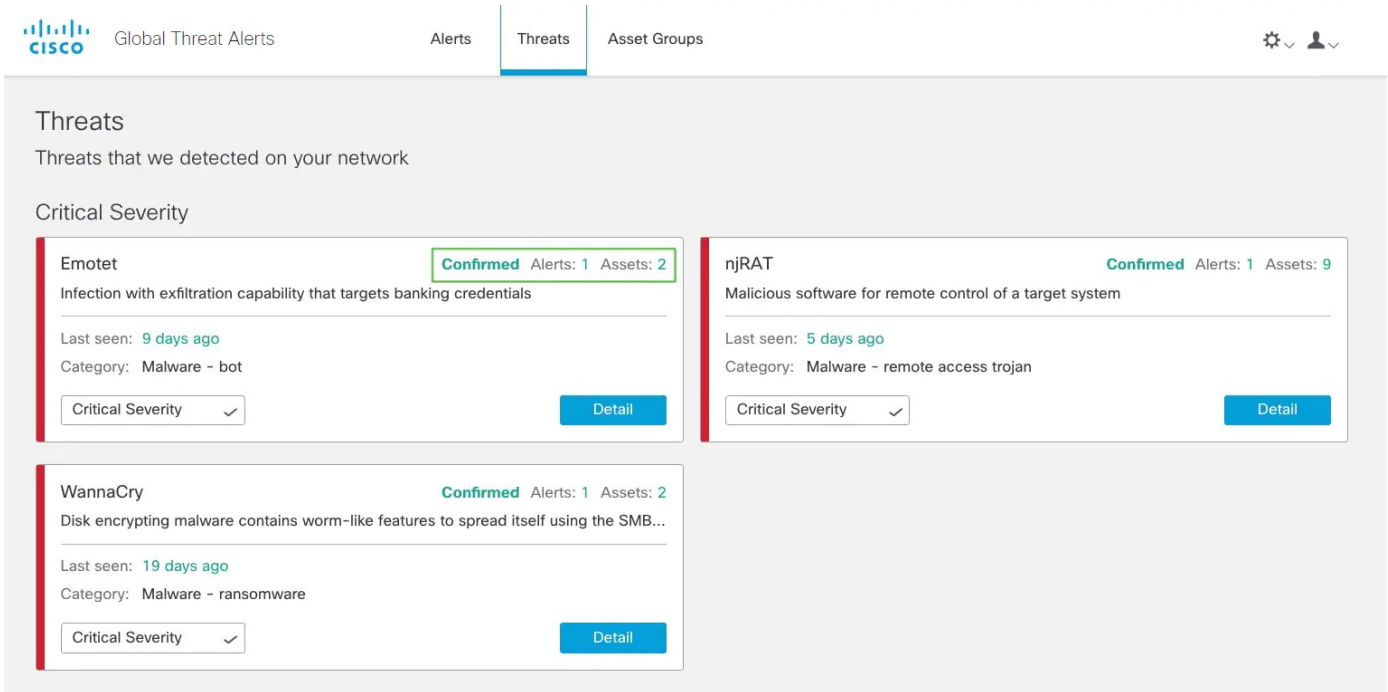 CISCO
Global Threat Alerts
Alerts
Threats
Asset Groups
Threats
Threats that we detected on your network
Critical Severity
Emotet
Confirmed Alerts: 1 Assets: 2
Infection with exfiltration capability that targets banking credentials
Last seen: 9 days ago
Category: Malware - bot
Critical Severity
Detail
njRAT
Confirmed Alerts: 1 Assets: 9
Malicious software for remote control of a target system
Last seen: 5 days ago
Category: Malware - remote access trojan
Critical Severity
Detail
WannaCry
Confirmed Alerts: 1 Assets: 2
Disk encrypting malware contains worm-like features to spread itself using the SMB...
Last seen: 19 days ago
Category: Malware - ransomware
Critical Severity
Detail